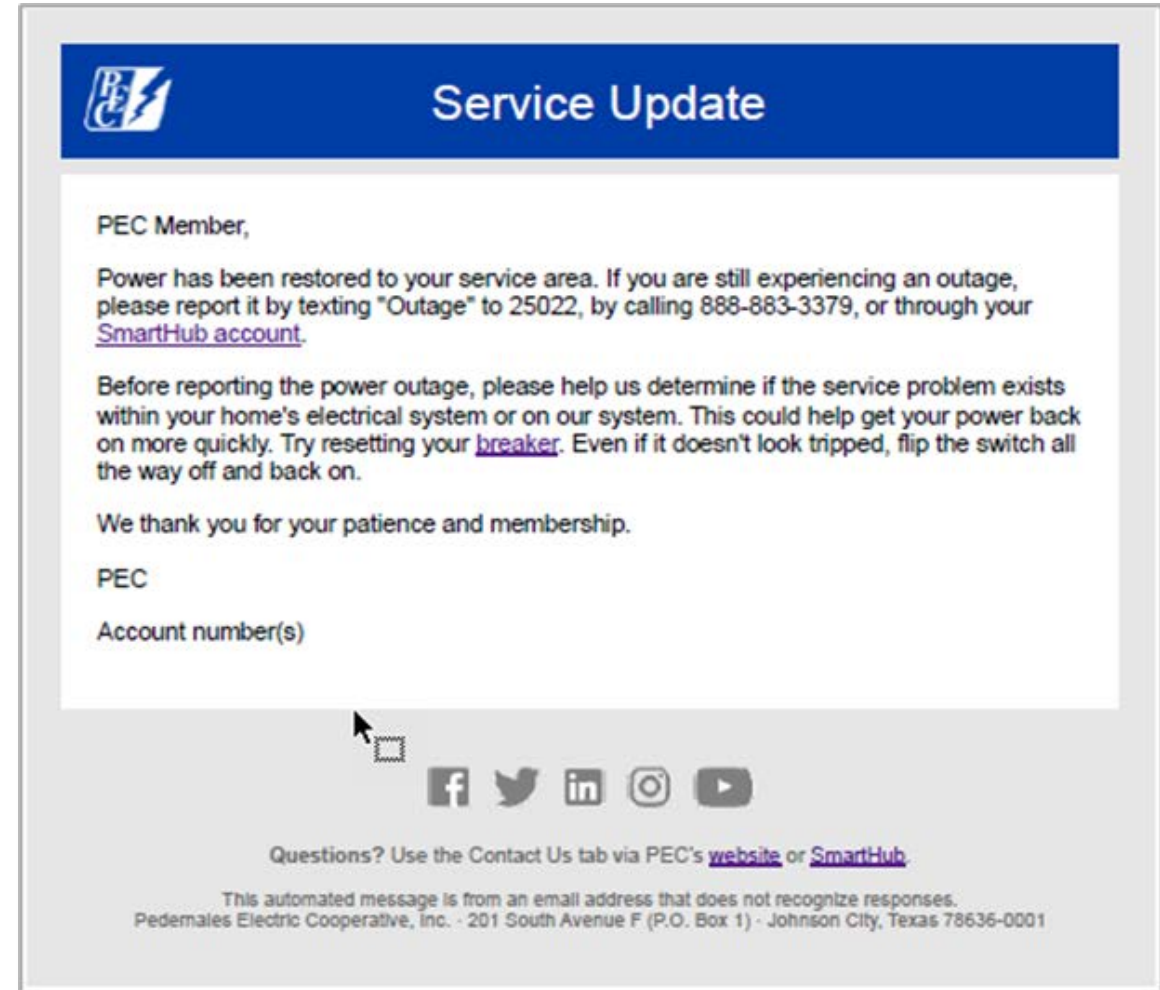 PEC
Service Update
PEC Member,
Power has been restored to your service area. If you are still experiencing an outage,
please report it by texting "Outage" to 25022, by calling 888-883-3379, or through your
SmartHub account.
Before reporting the power outage, please help us determine if the service problem exists
within your home's electrical system or on our system. This could help get your power back
on more quickly. Try resetting your breaker. Even if it doesn't look tripped, flip the switch all
the way off and back on.
We thank you for your patience and membership.
PEC
Account number(s)
Questions? Use the Contact Us tab via PEC's website or SmartHub.
This automated message is from an email address that does not recognize responses.
Pedernales Electric Cooperative, Inc. · 201 South Avenue F (P.O. Box 1) · Johnson City, Texas 78636-0001